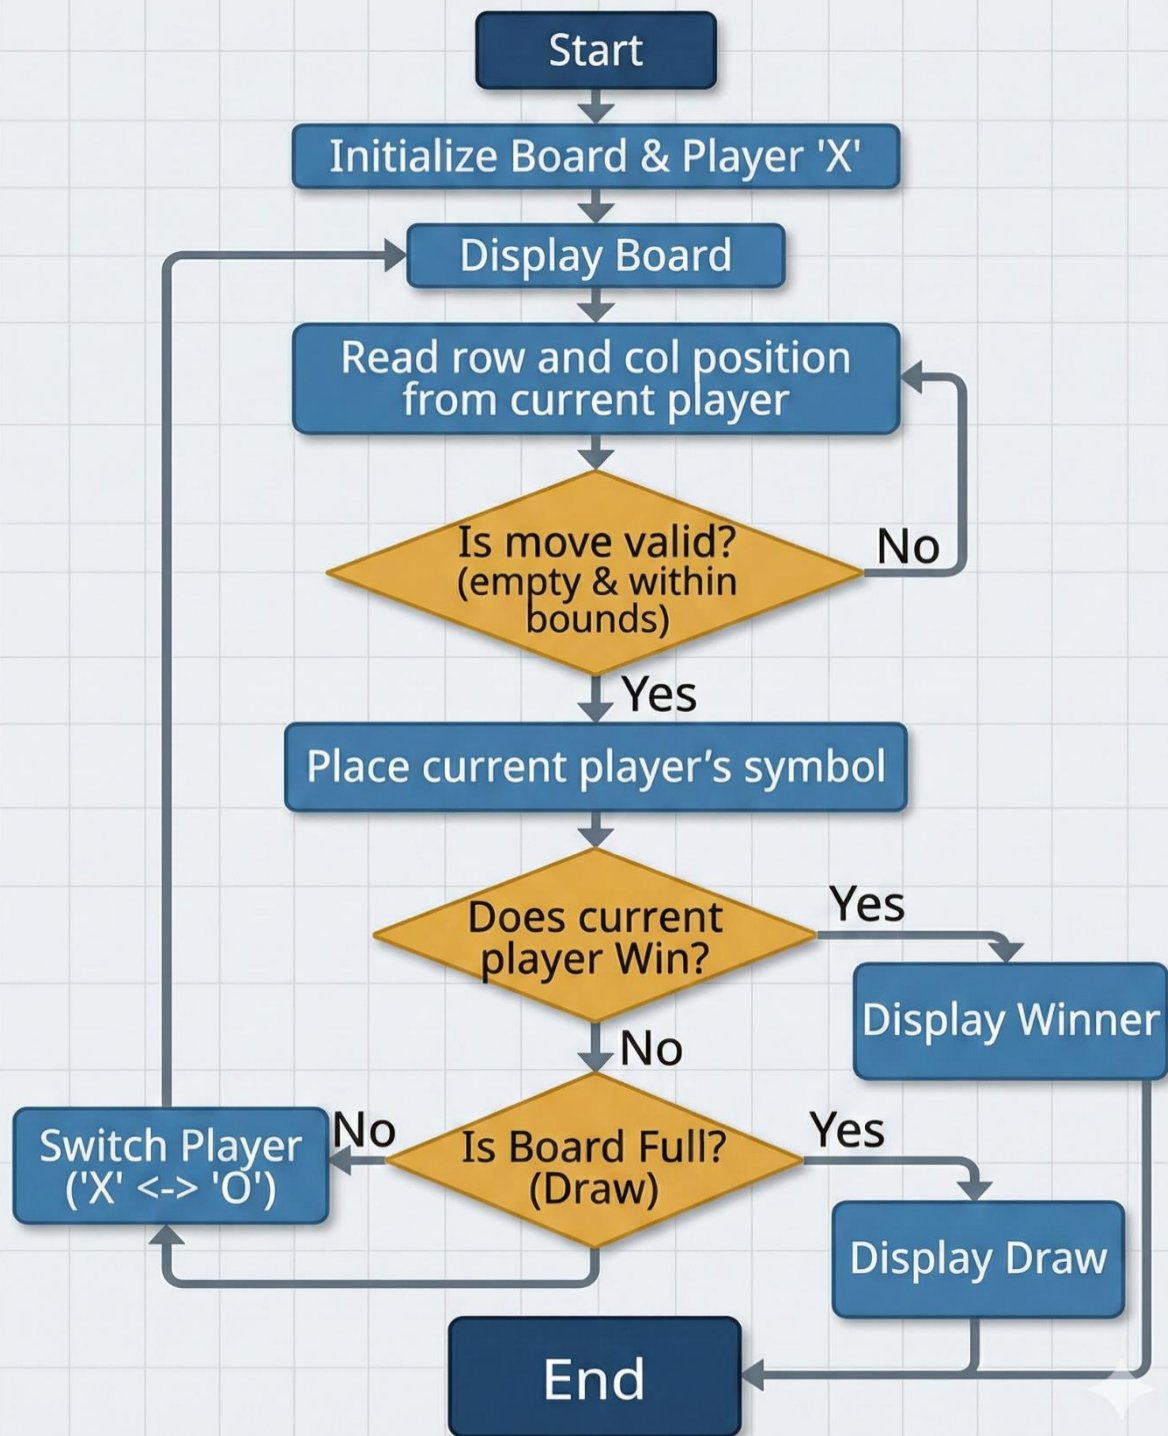 Start
Initialize Board & Player 'X'
Display Board
Read row and col position
from current player
Is move valid?
(empty & within
bounds)
No
Yes
Place current player’s symbol
Does current
player Win?
Yes
Display Winner
No
Is Board Full?
(Draw)
No
Switch Player
('X' <-> 'O')
Yes
Display Draw
End